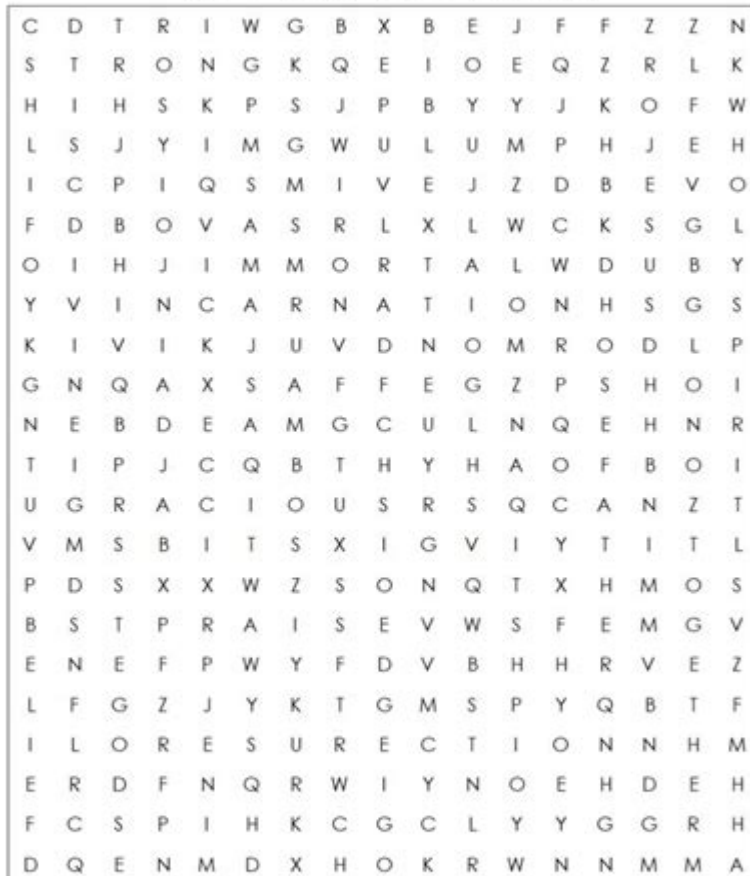 C D T R I W G B X B E J F F Z Z N
S T R O N G K Q E I O E Q Z R L K
H I H S K P S J P B Y Y J K O F W
L S J Y I M G W U L U M P H J E H
I C P I Q S M I V E J Z D B E V O
F D B O V A S R L X L W C K S G L
O I H J I M M O R T A L W D U B Y
Y V I N C A R N A T I O N H S G S
K I V I K J U V D N O M R O D L P
G N Q A X S A F F E G Z P S H O I
N E B D E A M G C U L N Q E H N R
T I P J C Q B T H Y H A O F B O I
U G R A C I O U S R S Q C A N Z T
V M S B I T S X I G V I Y T I T L
P D S X X W Z S O N Q T X H M O S
B S T P R A I S E V W S F E M G V
E N E F P W Y F D V B H H R V E Z
L F G Z J Y K T G M S P Y Q B T F
I L O R E S U R E C T I O N N H M
E R D F N Q R W I Y N O E H D E H
F C S P I H K C G C L Y Y G G R H
D Q E N M D X H O K R W N N M M A